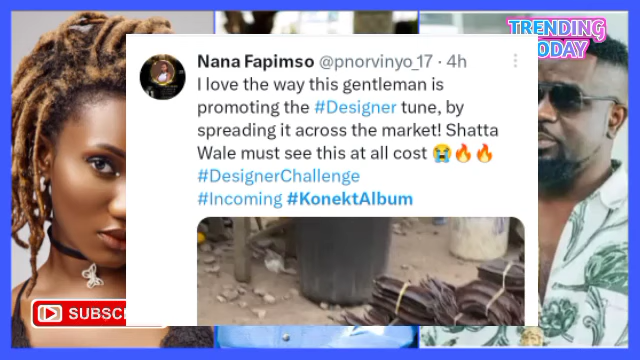 TRENDING
TODAY
Nana Fapimso @pnorvinyo_17 · 4h
I love the way this gentleman is
promoting the #Designer tune, by
spreading it across the market! Shatta
Wale must see this at all cost 😭🔥🔥
#DesignerChallenge
#Incoming #KonektAlbum